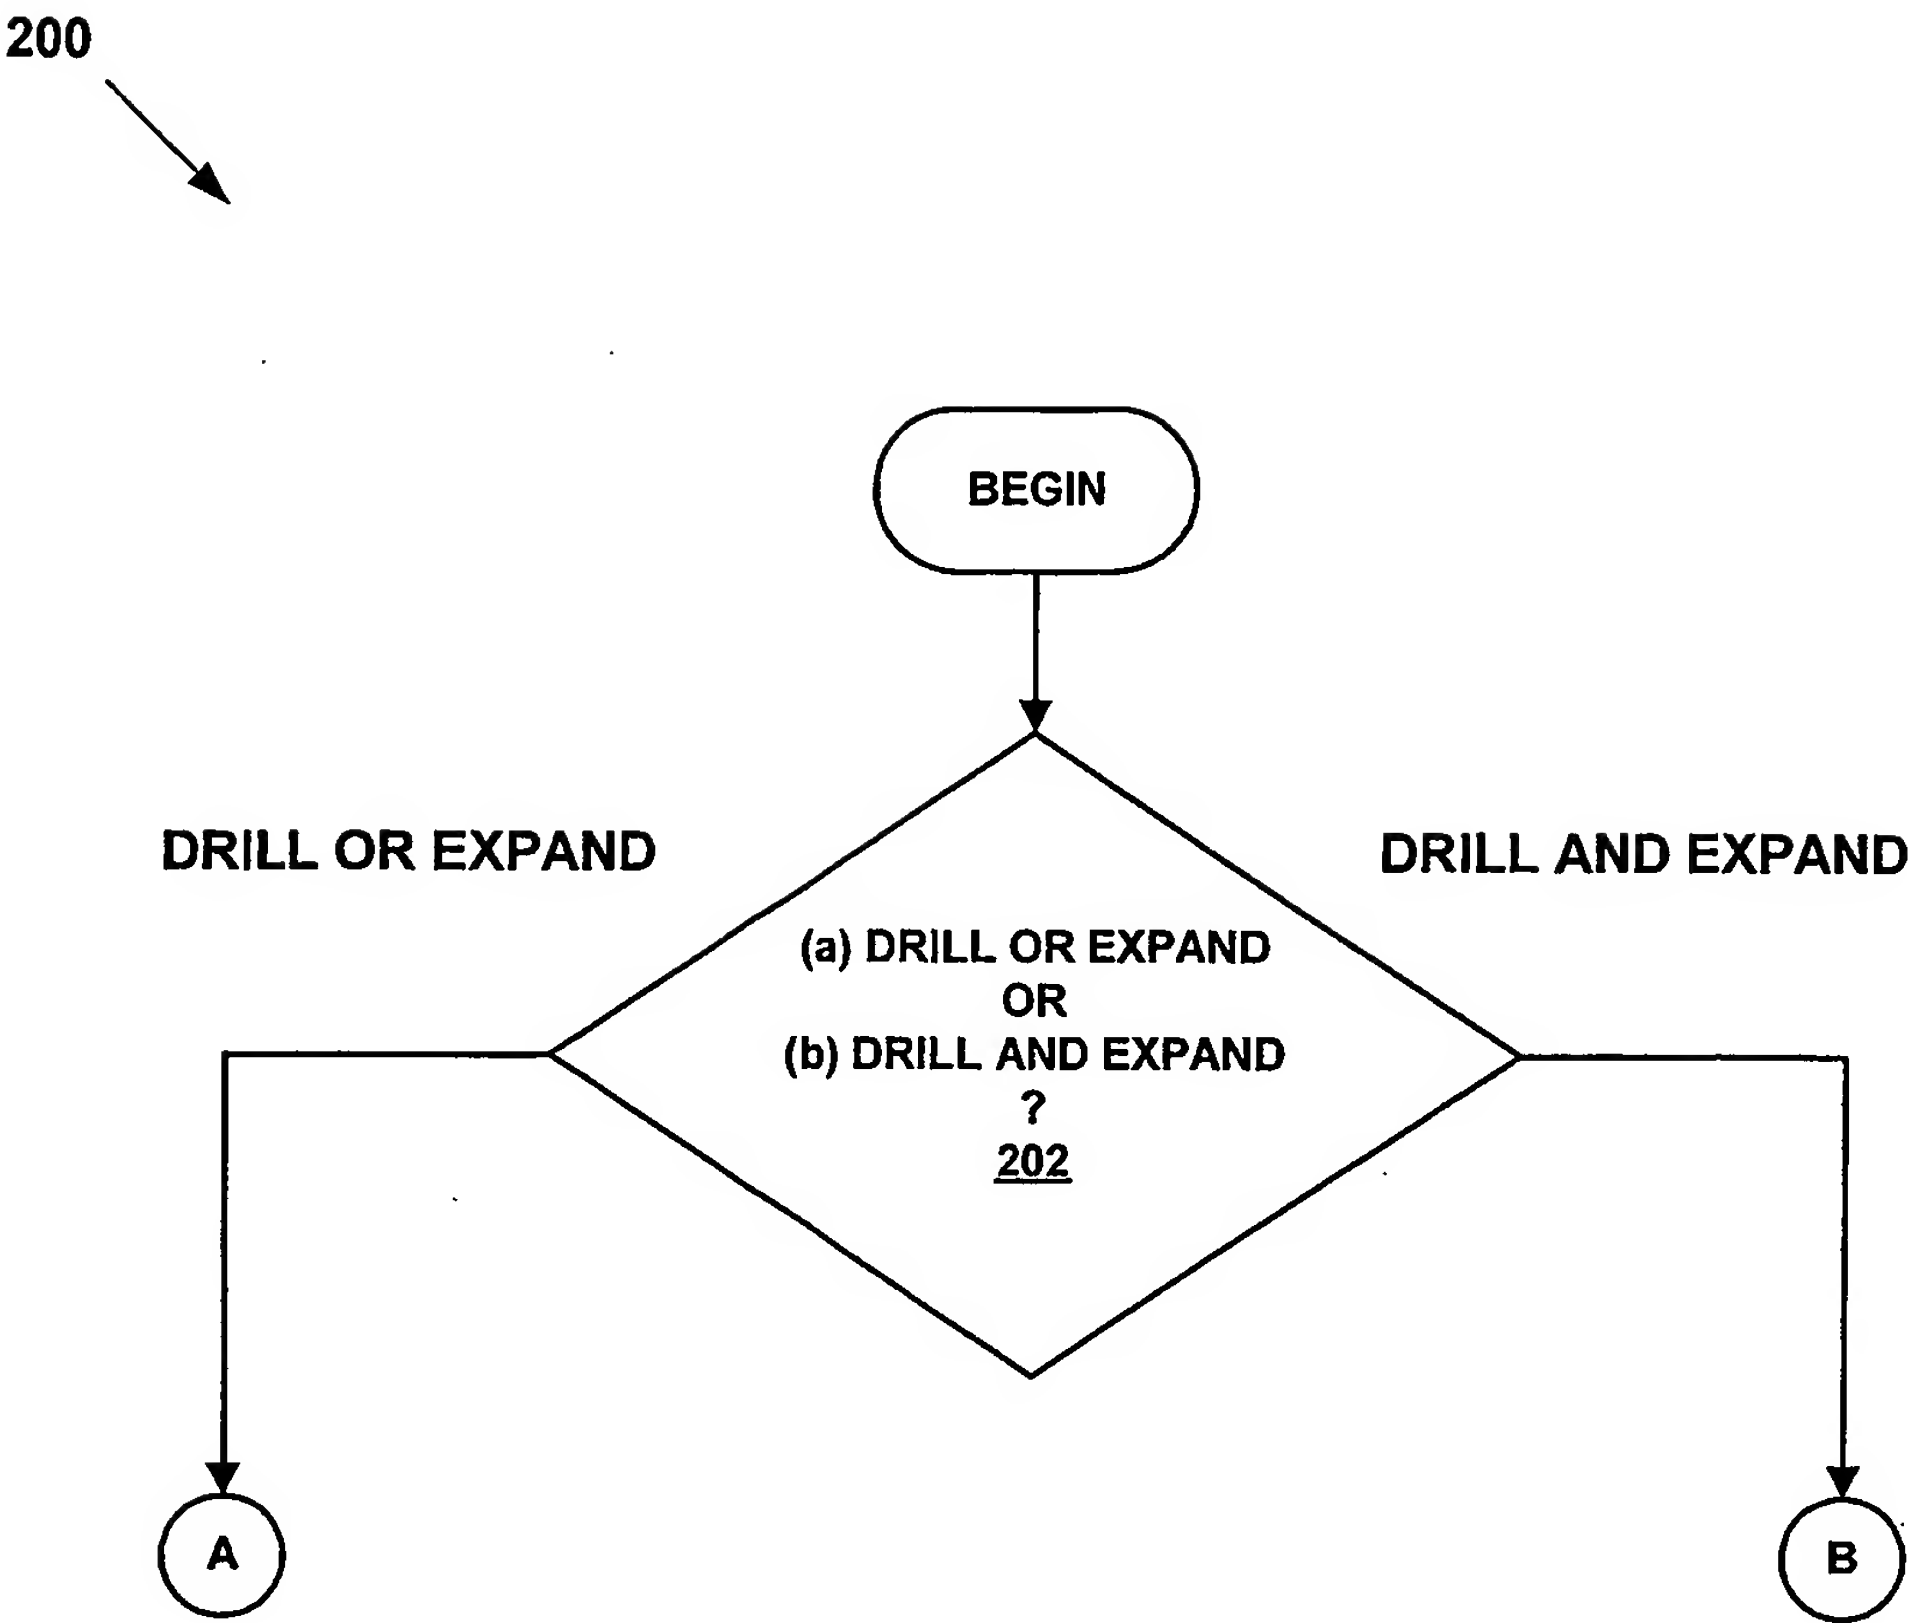 200
BEGIN
DRILL OR EXPAND
DRILL AND EXPAND
(a) DRILL OR EXPAND
OR
(b) DRILL AND EXPAND
?
202
A
B